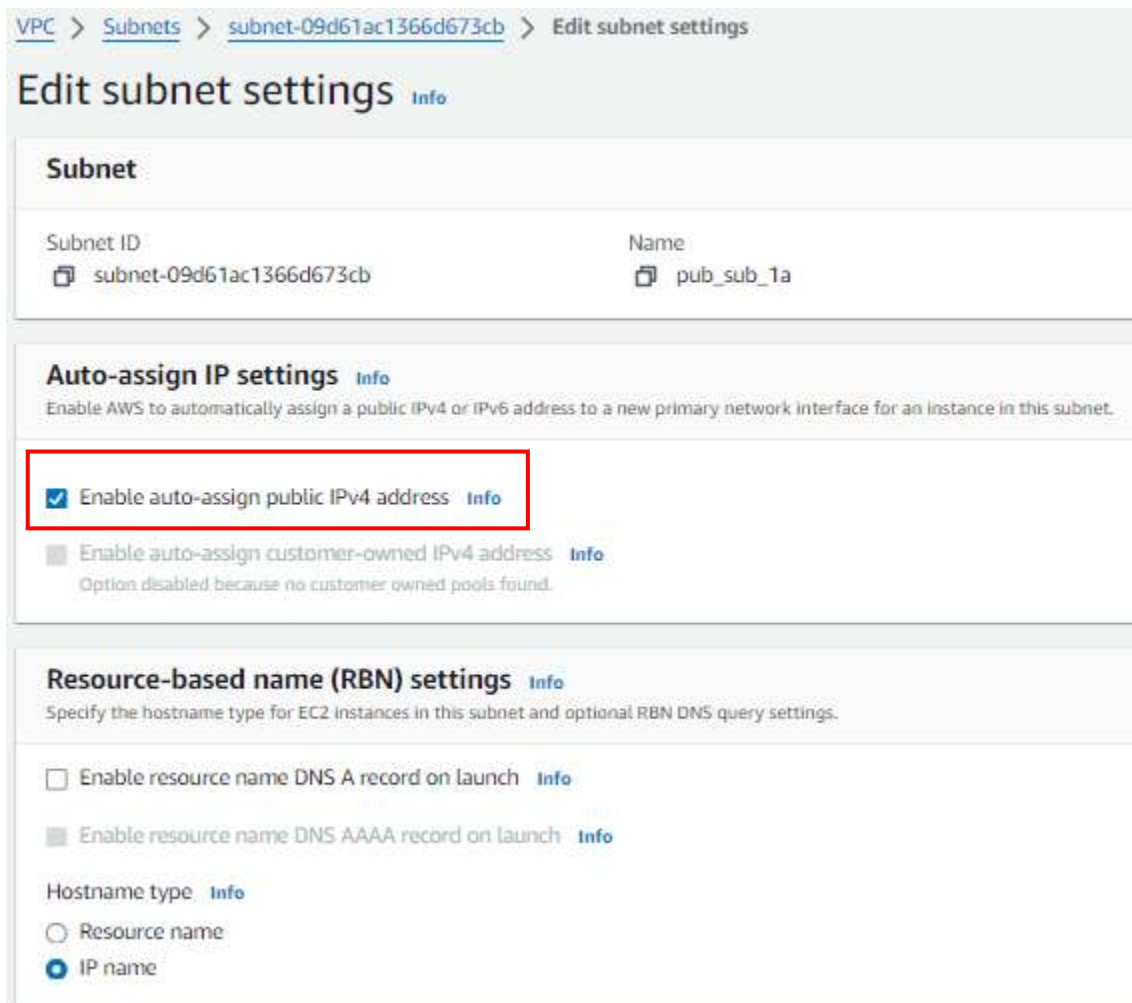 VPC > Subnets > subnet-09d61ac1366d673cb > Edit subnet settings
Edit subnet settings Info
Subnet
Subnet ID Name
subnet-09d61ac1366d673cb pub_sub_1a
Auto-assign IP settings Info
Enable AWS to automatically assign a public IPv4 or IPv6 address to a new primary network interface for an instance in this subnet.
Enable auto-assign public IPv4 address Info
Enable auto-assign customer-owned IPv4 address Info
Option disabled because no customer owned pools found.
Resource-based name (RBN) settings Info
Specify the hostname type for EC2 instances in this subnet and optional RBN DNS query settings.
Enable resource name DNS A record on launch Info
Enable resource name DNS AAAA record on launch Info
Hostname type Info
Resource name
IP name